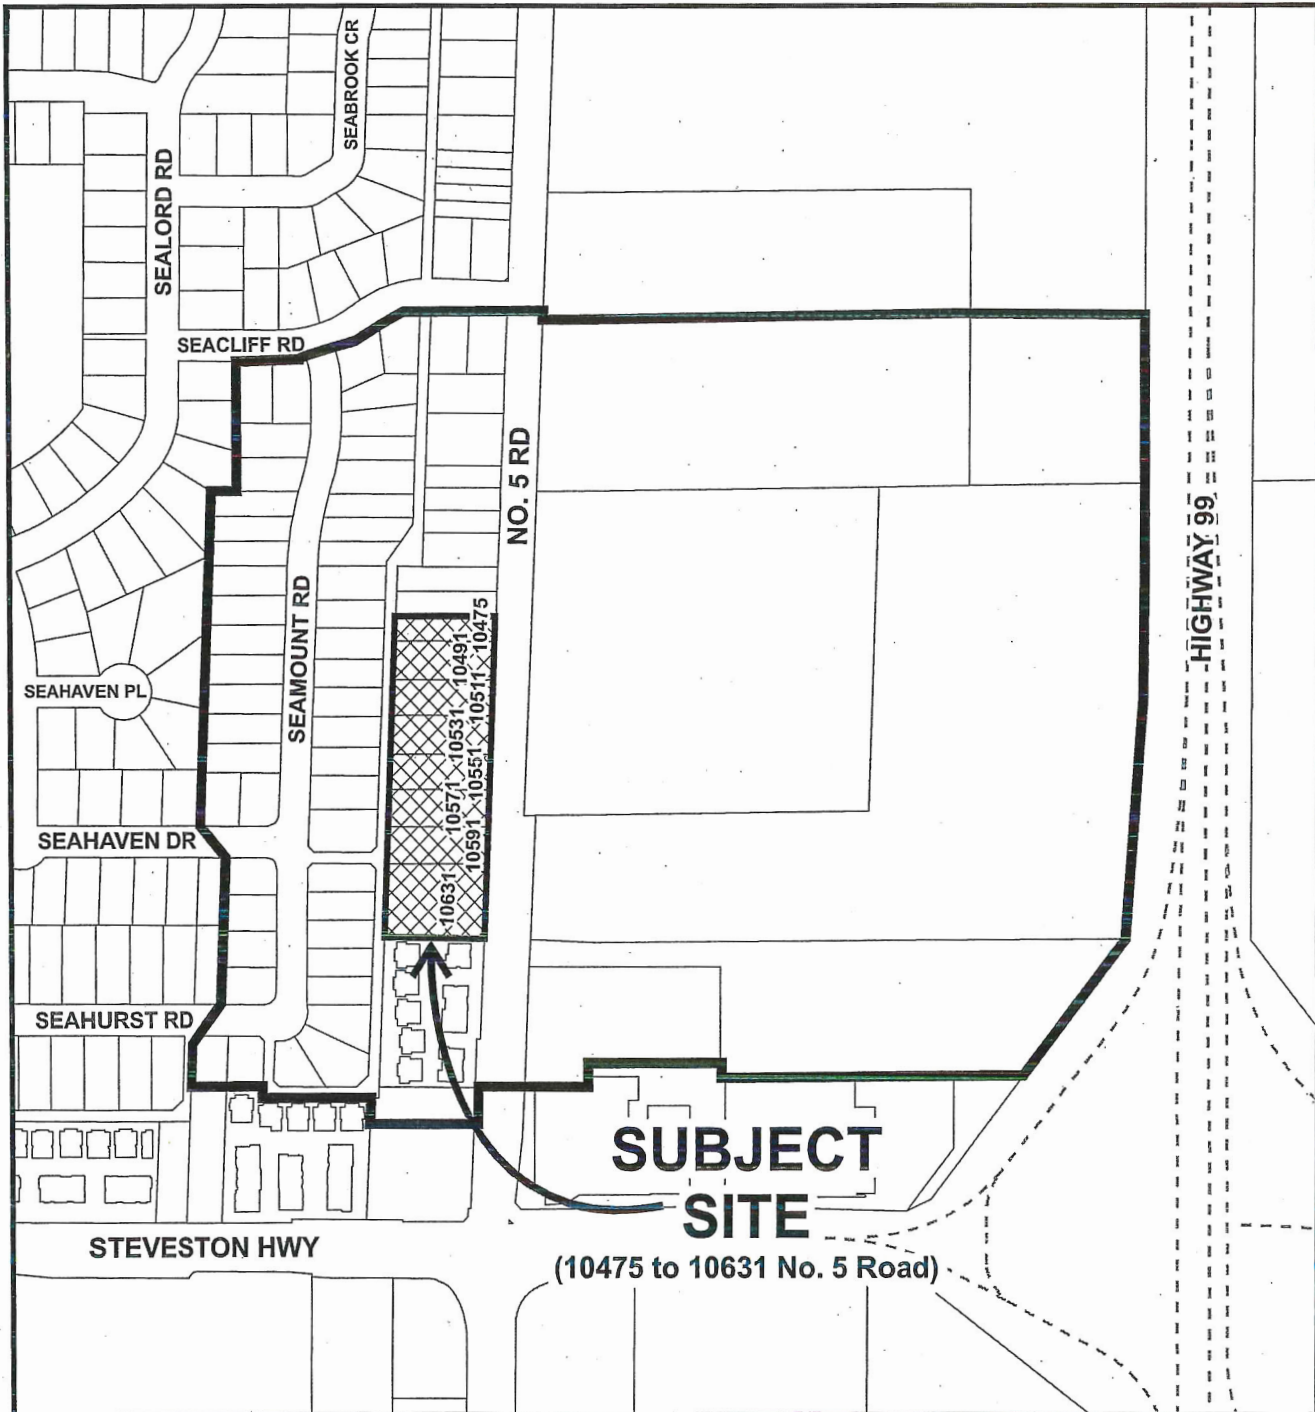 SEABROOK CR
SEALORD RD
SEACLIFF RD
NO. 5 RD
HIGHWAY 99
SEAMOUNT RD
10475
10491
10511
10531
10551
10571
10591
10631
SEAHAVEN PL
SEAHAVEN DR
SEAHURST RD
SUBJECT
SITE
(10475 to 10631 No. 5 Road)
STEVESTON HWY